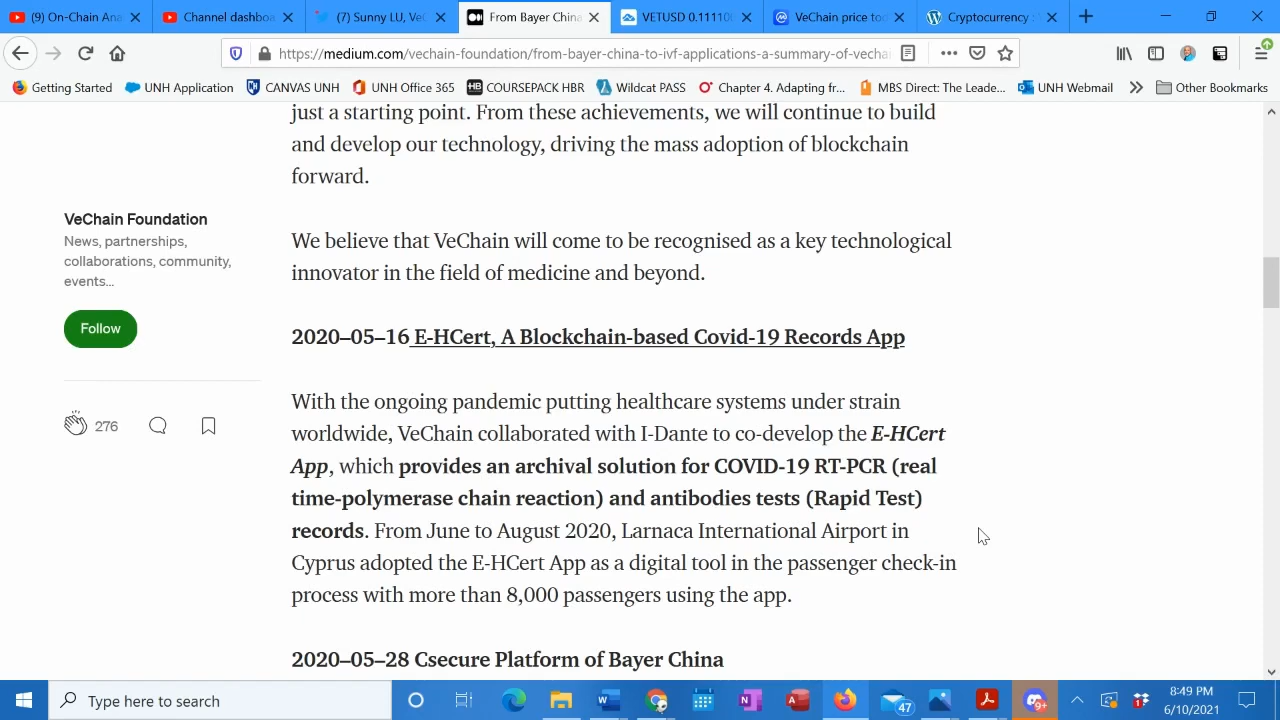 (9) On-Chain Ana
Channel dashboa
(7) Sunny LU, VeC
From Bayer China
VETUSD 0.11110
VeChain price tod
Cryptocurrency :
https://medium.com/vechain-foundation/from-bayer-china-to-ivf-applications-a-summary-of-vechai
Getting Started
UNH Application
CANVAS UNH
UNH Office 365
HB COURSEPACK HBR
Wildcat PASS
Chapter 4. Adapting fr...
MBS Direct: The Leade...
UNH Webmail
Other Bookmarks
just a starting point. From these achievements, we will continue to build
and develop our technology, driving the mass adoption of blockchain
forward.
VeChain Foundation
News, partnerships,
collaborations, community,
events...
Follow
276
We believe that VeChain will come to be recognised as a key technological
innovator in the field of medicine and beyond.
2020–05–16 E-HCert, A Blockchain-based Covid-19 Records App
With the ongoing pandemic putting healthcare systems under strain
worldwide, VeChain collaborated with I-Dante to co-develop the E-HCert
App, which provides an archival solution for COVID-19 RT-PCR (real
time-polymerase chain reaction) and antibodies tests (Rapid Test)
records. From June to August 2020, Larnaca International Airport in
Cyprus adopted the E-HCert App as a digital tool in the passenger check-in
process with more than 8,000 passengers using the app.
2020–05–28 Csecure Platform of Bayer China
Type here to search
47
9+
8:49 PM
6/10/2021